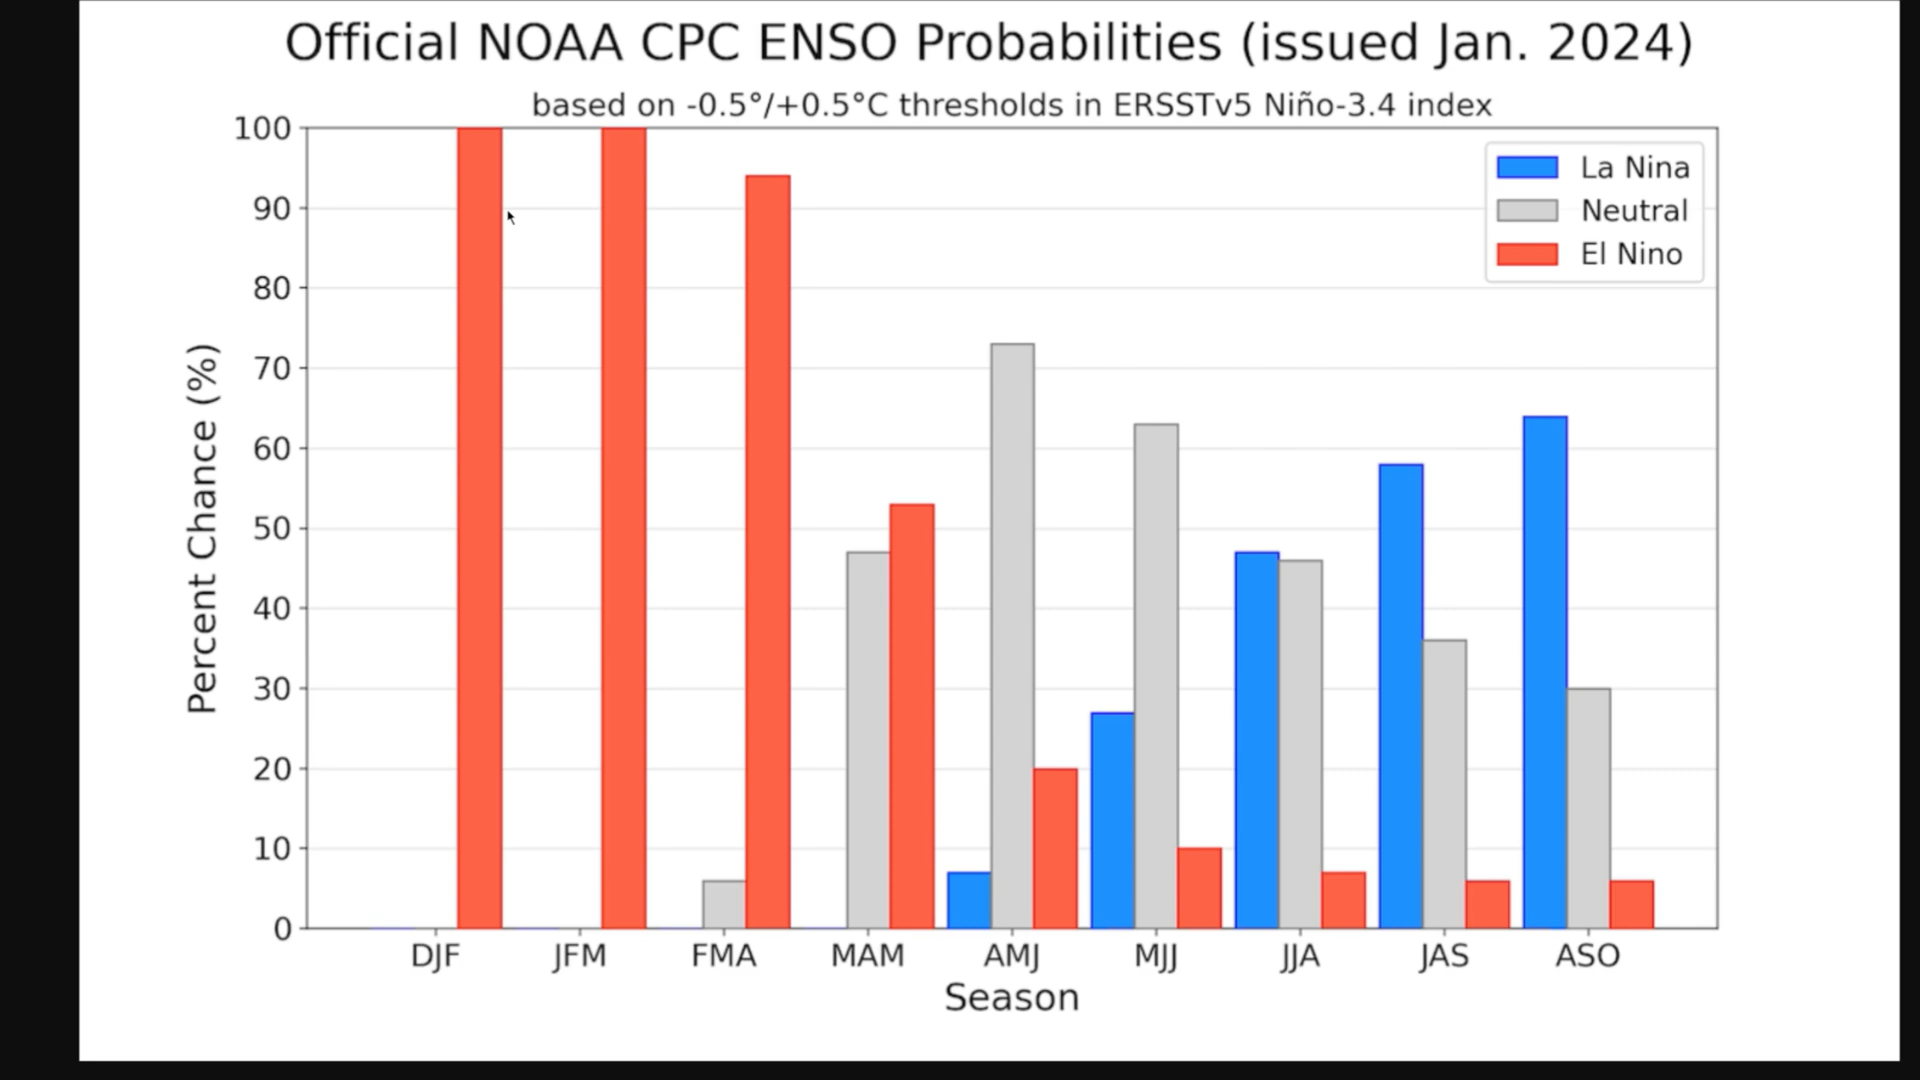 Official NOAA CPC ENSO Probabilities (issued Jan. 2024)
based on -0.5°/+0.5°C thresholds in ERSSTv5 Niño-3.4 index
La Nina
Neutral
El Nino
Percent Chance (%)
100
90
80
70
60
50
40
30
20
10
0
DJF JFM FMA MAM AMJ MJJ JJA JAS ASO
Season